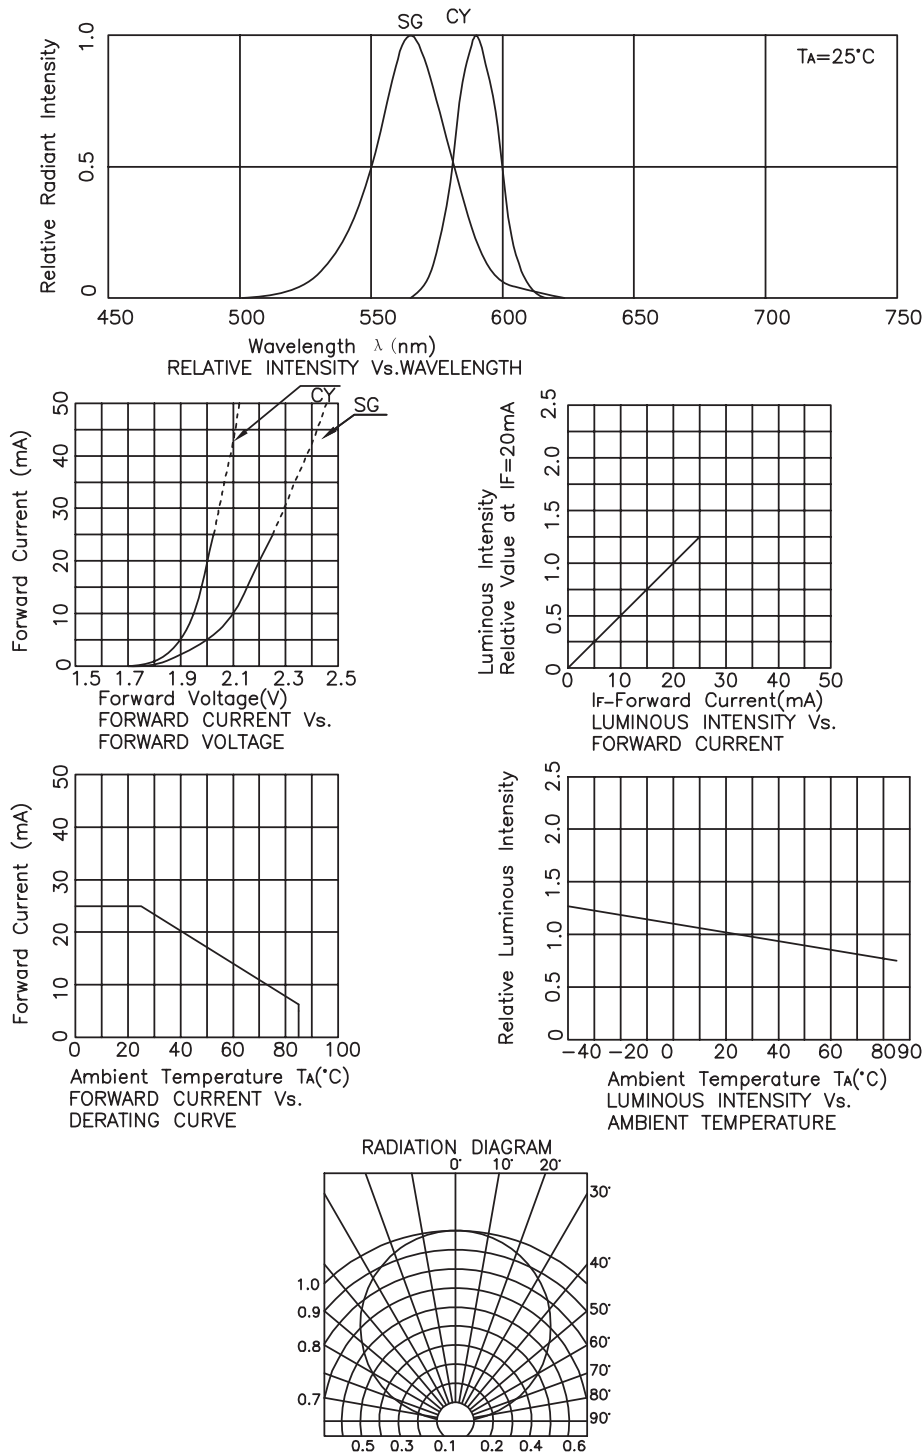 SG CY
Relative Radiant Intensity
1.0
0.5
0
TA=25°C
450 500 550 600 650 700 750
Wavelength λ (nm)
RELATIVE INTENSITY Vs.WAVELENGTH
Forward Current (mA)
50
40
30
20
10
0
CY
SG
1.5 1.7 1.9 2.1 2.3 2.5
Forward Voltage(V)
FORWARD CURRENT Vs.
FORWARD VOLTAGE
Luminous Intensity
Relative Value at IF=20mA
2.5
2.0
1.5
1.0
0.5
0
0 10 20 30 40 50
IF-Forward Current(mA)
LUMINOUS INTENSITY Vs.
FORWARD CURRENT
Forward Current (mA)
50
40
30
20
10
0
0 20 40 60 80 100
Ambient Temperature TA(°C)
FORWARD CURRENT Vs.
DERATING CURVE
Relative Luminous Intensity
2.5
2.0
1.5
1.0
0.5
0
-40 -20 0 20 40 60 80 90
Ambient Temperature TA(°C)
LUMINOUS INTENSITY Vs.
AMBIENT TEMPERATURE
RADIATION DIAGRAM
0° 10° 20°
30°
40°
50°
60°
70°
80°
90°
1.0
0.9
0.8
0.7
0.5 0.3 0.1 0.2 0.4 0.6